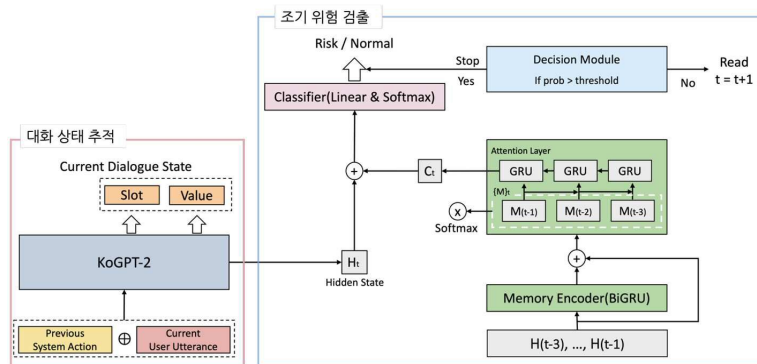 조기 위험 검출
Risk / Normal
Stop
Yes
Decision Module
If prob > threshold
No
Read
t = t+1
Classifier(Linear & Softmax)
대화 상태 추적
Current Dialogue State
Slot
Value
KoGPT-2
Previous
System Action
⊕
Current
User Utterance
Ht
Hidden State
+
Ct
Attention Layer
GRU
GRU
GRU
{M}t
M(t-1)
M(t-2)
M(t-3)
x
Softmax
+
Memory Encoder(BiGRU)
H(t-3), ..., H(t-1)